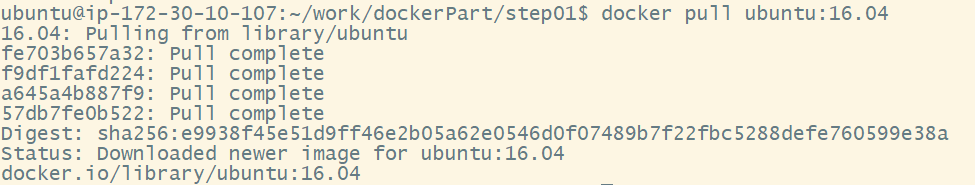 ubuntu@ip-172-30-10-107:~/work/dockerPart/step01$ docker pull ubuntu:16.04
16.04: Pulling from library/ubuntu
fe703b657a32: Pull complete
f9df1fafd224: Pull complete
a645a4b887f9: Pull complete
57db7fe0b522: Pull complete
Digest: sha256:e9938f45e51d9ff46e2b05a62e0546d0f07489b7f22fbc5288defe760599e38a
Status: Downloaded newer image for ubuntu:16.04
docker.io/library/ubuntu:16.04